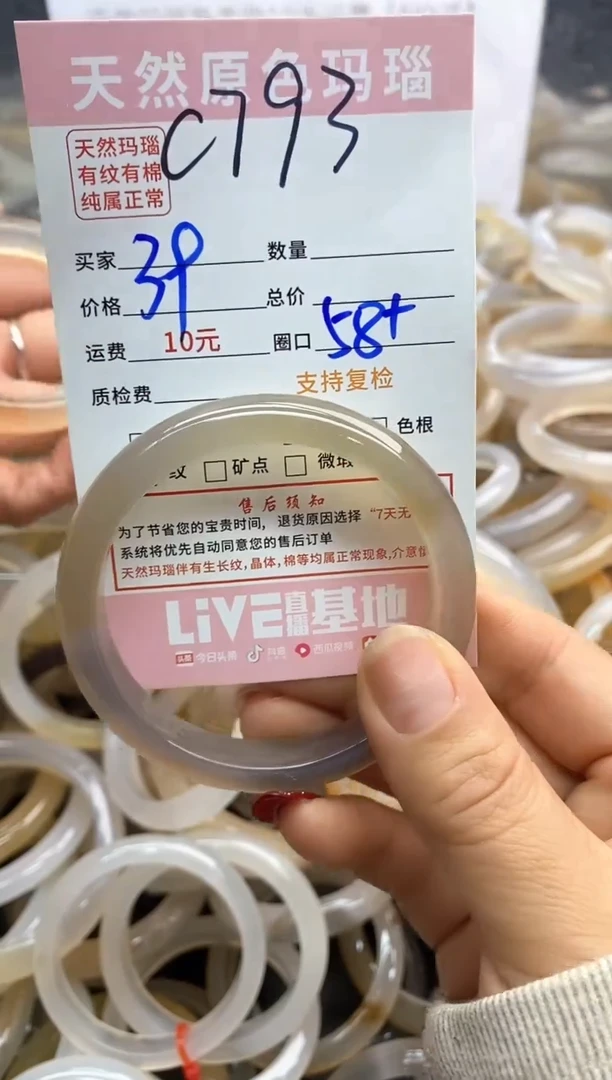 天然原色玛瑙
C793
天然玛瑙
有纹有棉
纯属正常
买家 39 数量
价格 总价
运费 10元 圈口 58+
质检费
支持复检
色根
纹 矿点 微瑕
售后须知
为了节省您的宝贵时间，退货原因选择“7天无
系统将优先自动同意您的售后订单
天然玛瑙伴有生长纹,晶体,棉等均属正常现象,介意慎
LiVE直播基地
头条 今日头条 抖音 西瓜视频